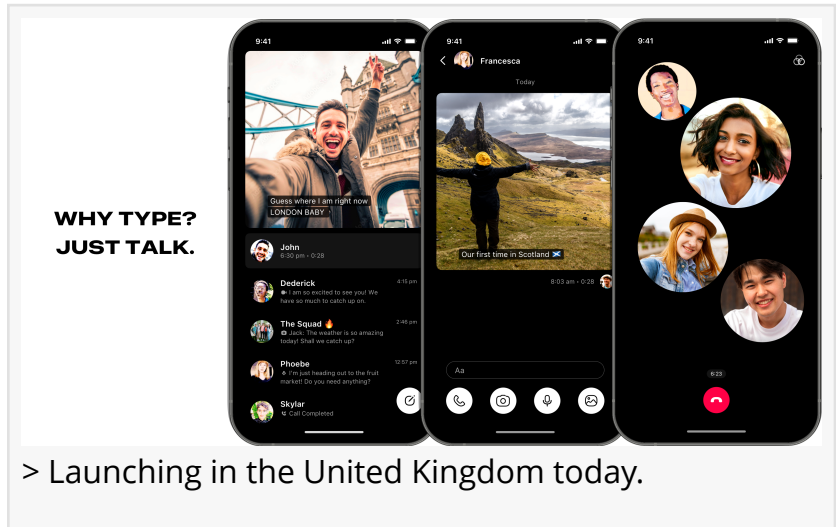 WHY TYPE?
JUST TALK.
9:41
Guess where I am right now
LONDON BABY
John
6:30 pm • 0:28
Dederick
4:15 pm
I am so excited to see you! We
have so much to catch up on.
The Squad 🔥
2:46 pm
Jack: The weather is so amazing
today! Shall we catch up?
Phoebe
12:57 pm
I'm just heading out to the fruit
market! Do you need anything?
Skylar
Call Completed
9:41
Francesca
Today
Our first time in Scotland 🏴󠁧󠁢󠁳󠁣󠁴󠁿
8:03 am • 0:28
Aa
9:41
6:23
> Launching in the United Kingdom today.